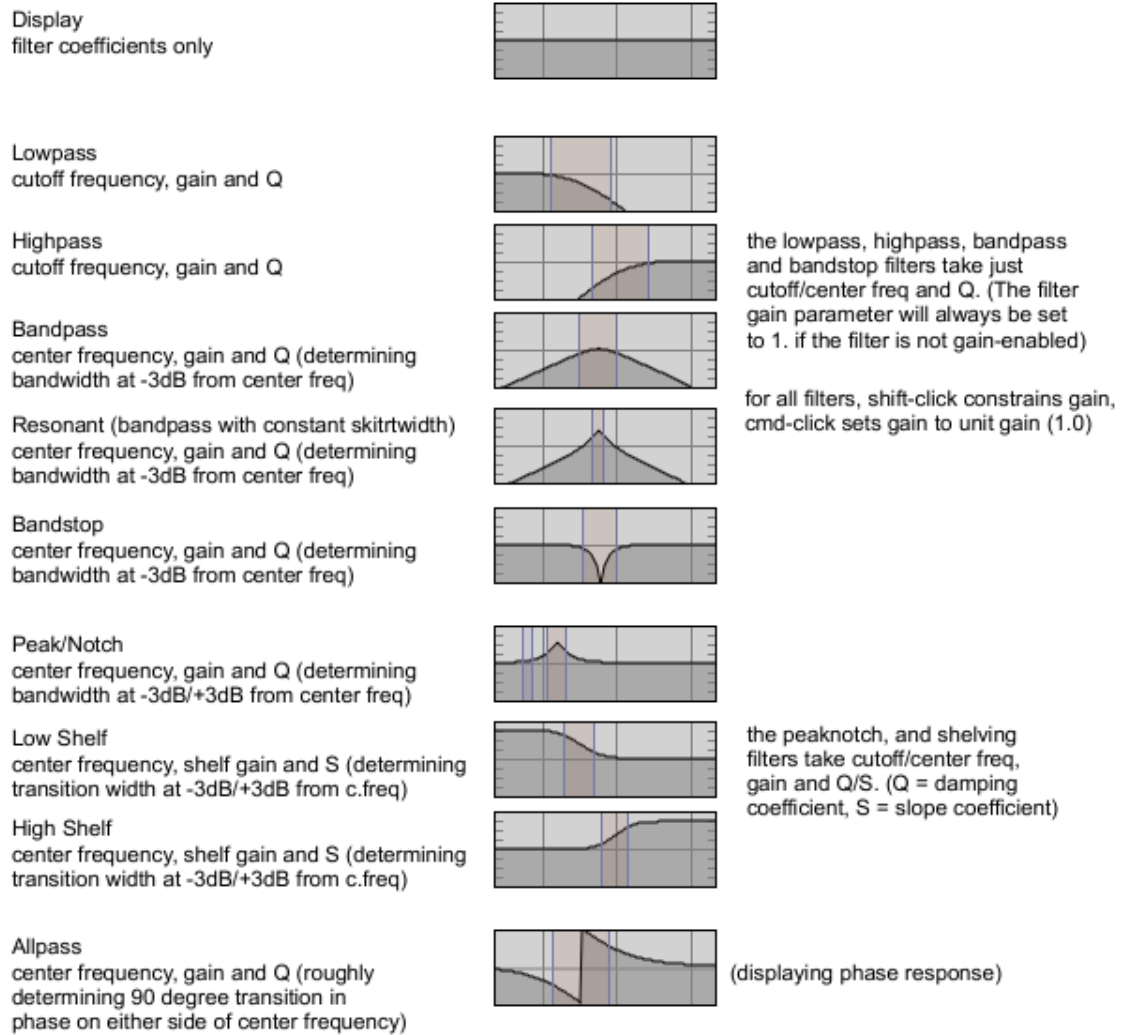 Display
filter coefficients only
Lowpass
cutoff frequency, gain and Q
Highpass
cutoff frequency, gain and Q
the lowpass, highpass, bandpass
and bandstop filters take just
cutoff/center freq and Q. (The filter
gain parameter will always be set
to 1. if the filter is not gain-enabled)
Bandpass
center frequency, gain and Q (determining
bandwidth at -3dB from center freq)
for all filters, shift-click constrains gain,
cmd-click sets gain to unit gain (1.0)
Resonant (bandpass with constant skitrtwidth)
center frequency, gain and Q (determining
bandwidth at -3dB from center freq)
Bandstop
center frequency, gain and Q (determining
bandwidth at -3dB from center freq)
Peak/Notch
center frequency, gain and Q (determining
bandwidth at -3dB/+3dB from center freq)
Low Shelf
center frequency, shelf gain and S (determining
transition width at -3dB/+3dB from c.freq)
the peaknotch, and shelving
filters take cutoff/center freq,
gain and Q/S. (Q = damping
coefficient, S = slope coefficient)
High Shelf
center frequency, shelf gain and S (determining
transition width at -3dB/+3dB from c.freq)
Allpass
center frequency, gain and Q (roughly
determining 90 degree transition in
phase on either side of center frequency)
(displaying phase response)